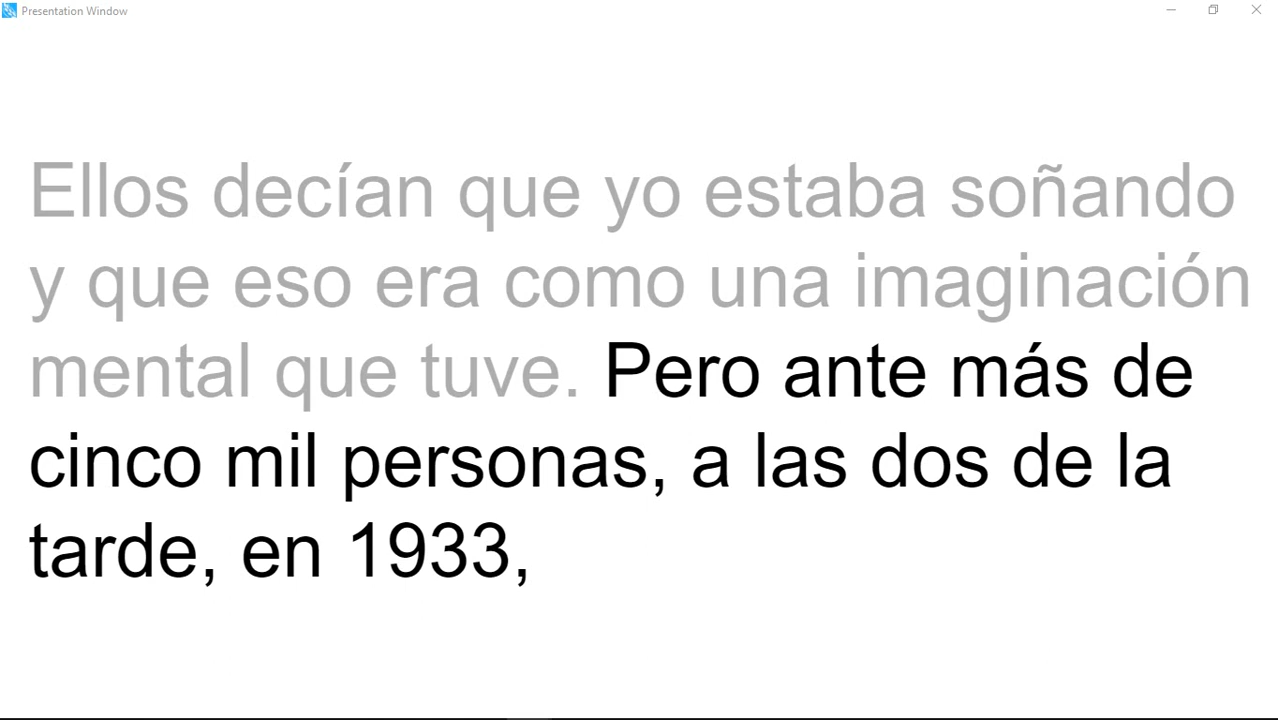 Presentation Window
Ellos decían que yo estaba soñando
y que eso era como una imaginación
mental que tuve. Pero ante más de
cinco mil personas, a las dos de la
tarde, en 1933,